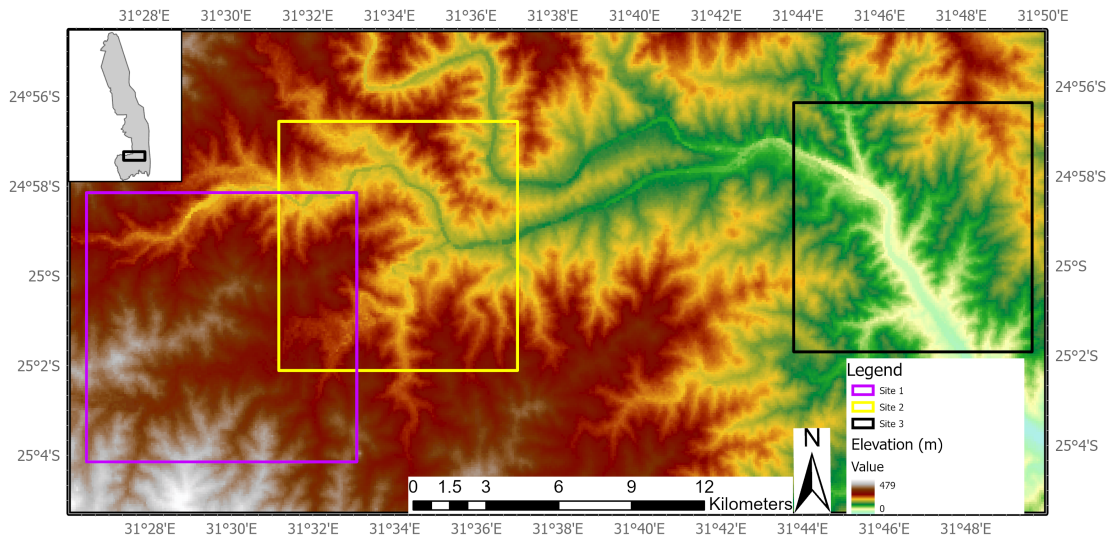 31°28'E 31°30'E 31°32'E 31°34'E 31°36'E 31°38'E 31°40'E 31°42'E 31°44'E 31°46'E 31°48'E 31°50'E
24°56'S 24°56'S
24°58'S 24°58'S
25°S 25°S
25°2'S 25°2'S
25°4'S 25°4'S
Legend
Site 1
Site 2
Site 3
Elevation (m)
Value
479
0
N
0 1.5 3 6 9 12
Kilometers
31°28'E 31°30'E 31°32'E 31°34'E 31°36'E 31°38'E 31°40'E 31°42'E 31°44'E 31°46'E 31°48'E